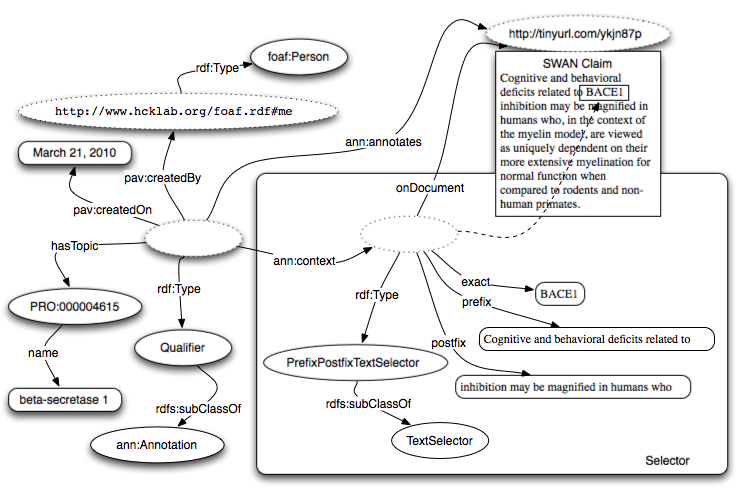 http://tinyurl.com/ykjn87p
foaf:Person
rdf:Type
SWAN Claim
Cognitive and behavioral
deficits related to BACE1
inhibition may be magnified in
humans who, in the context of
the myelin model, are viewed
as uniquely dependent on their
more extensive myelination for
normal function when
compared to rodents and non-
human primates.
http://www.hcklab.org/foaf.rdf#me
March 21, 2010
ann:annotates
pav:createdBy
onDocument
pav:createdOn
hasTopic
ann:context
rdf:Type
rdf:Type
exact
BACE1
prefix
PRO:000004615
Cognitive and behavioral deficits related to
name
Qualifier
postfix
PrefixPostfixTextSelector
inhibition may be magnified in humans who
beta-secretase 1
rdfs:subClassOf
rdfs:subClassOf
ann:Annotation
TextSelector
Selector